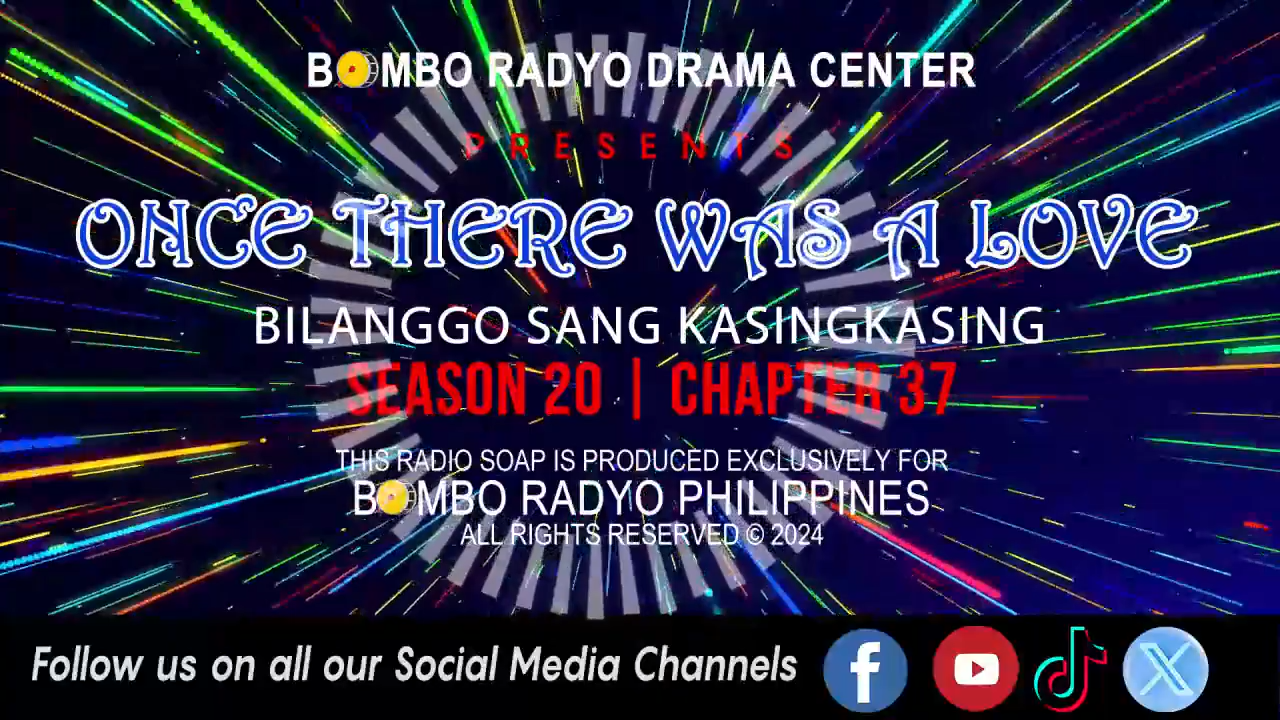 BOMBO RADYO DRAMA CENTER
PRESENTS
ONCE THERE WAS A LOVE
BILANGGO SANG KASINGKASING
SEASON 20 | CHAPTER 37
THIS RADIO SOAP IS PRODUCED EXCLUSIVELY FOR
BOMBO RADYO PHILIPPINES
ALL RIGHTS RESERVED © 2024
Follow us on all our Social Media Channels